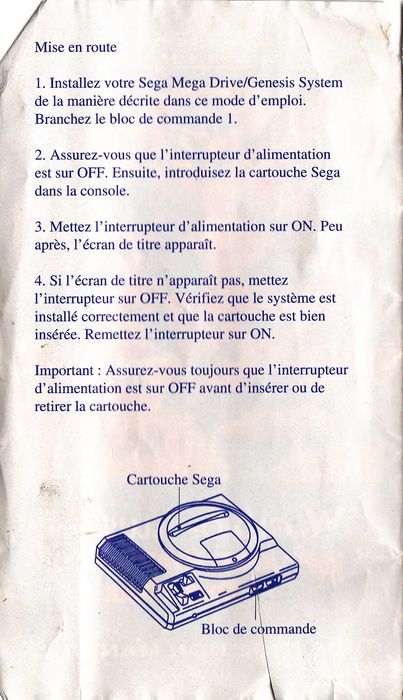 Mise en route
1. Installez votre Sega Mega Drive/Genesis System
de la manière décrite dans ce mode d'emploi.
Branchez le bloc de commande 1.
2. Assurez-vous que l'interrupteur d'alimentation
est sur OFF. Ensuite, introduisez la cartouche Sega
dans la console.
3. Mettez l'interrupteur d'alimentation sur ON. Peu
après, l'écran de titre apparaît.
4. Si l'écran de titre n'apparaît pas, mettez
l'interrupteur sur OFF. Vérifiez que le système est
installé correctement et que la cartouche est bien
insérée. Remettez l'interrupteur sur ON.
Important : Assurez-vous toujours que l'interrupteur
d'alimentation est sur OFF avant d'insérer ou de
retirer la cartouche.
Cartouche Sega
Bloc de commande